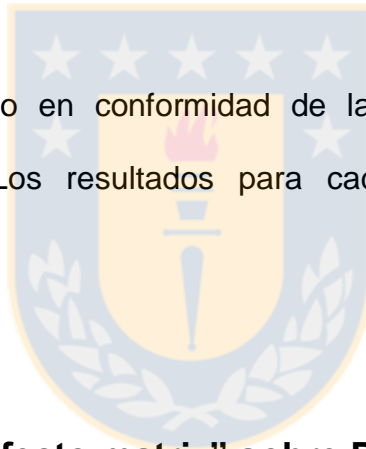 o en conformidad de la
Los resultados para cad
fecto matriz" sobre P